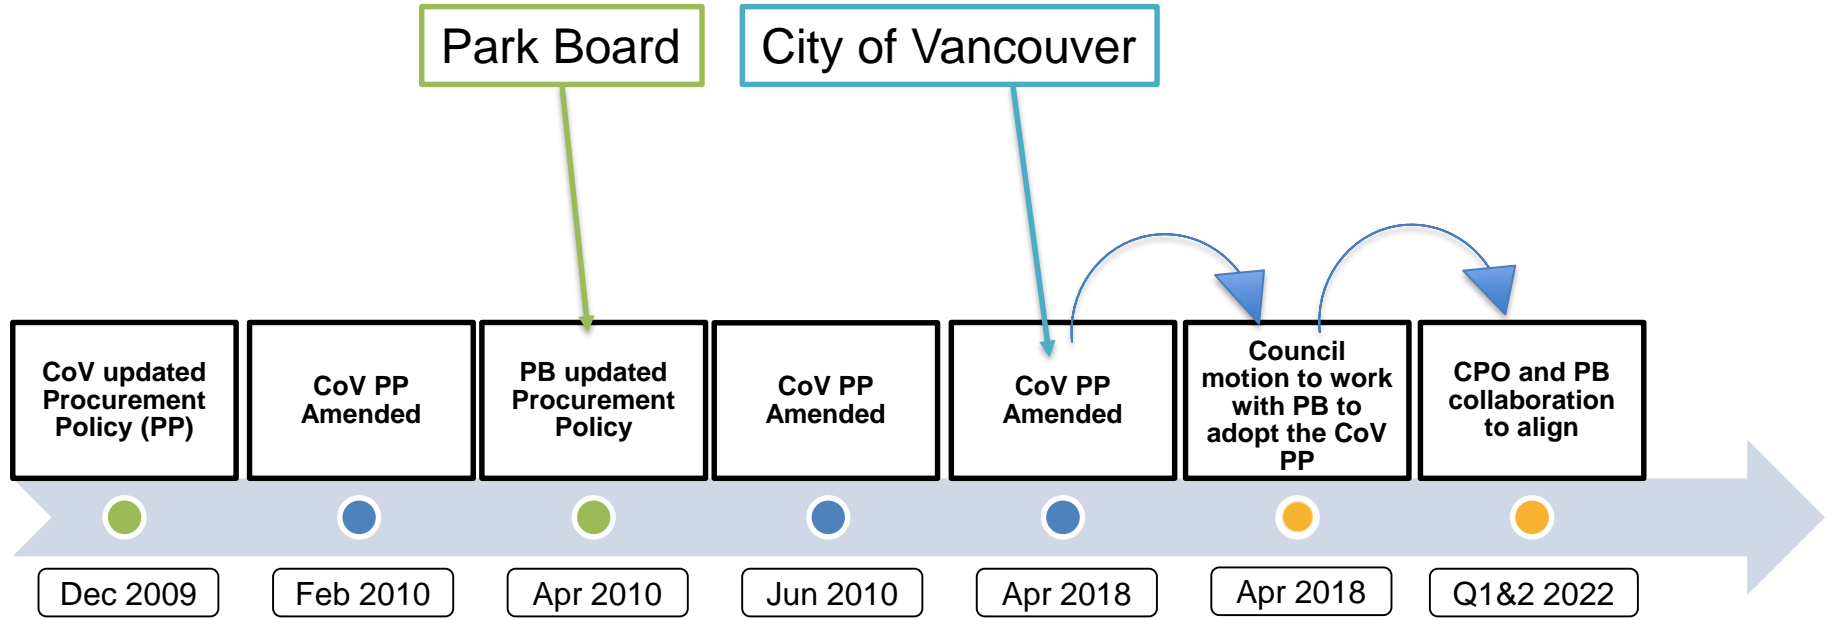 Park Board
City of Vancouver
CoV updated
Procurement
Policy (PP)
CoV PP
Amended
PB updated
Procurement
Policy
CoV PP
Amended
CoV PP
Amended
Council
motion to work
with PB to
adopt the CoV
PP
CPO and PB
collaboration
to align
Dec 2009
Feb 2010
Apr 2010
Jun 2010
Apr 2018
Apr 2018
Q1&2 2022